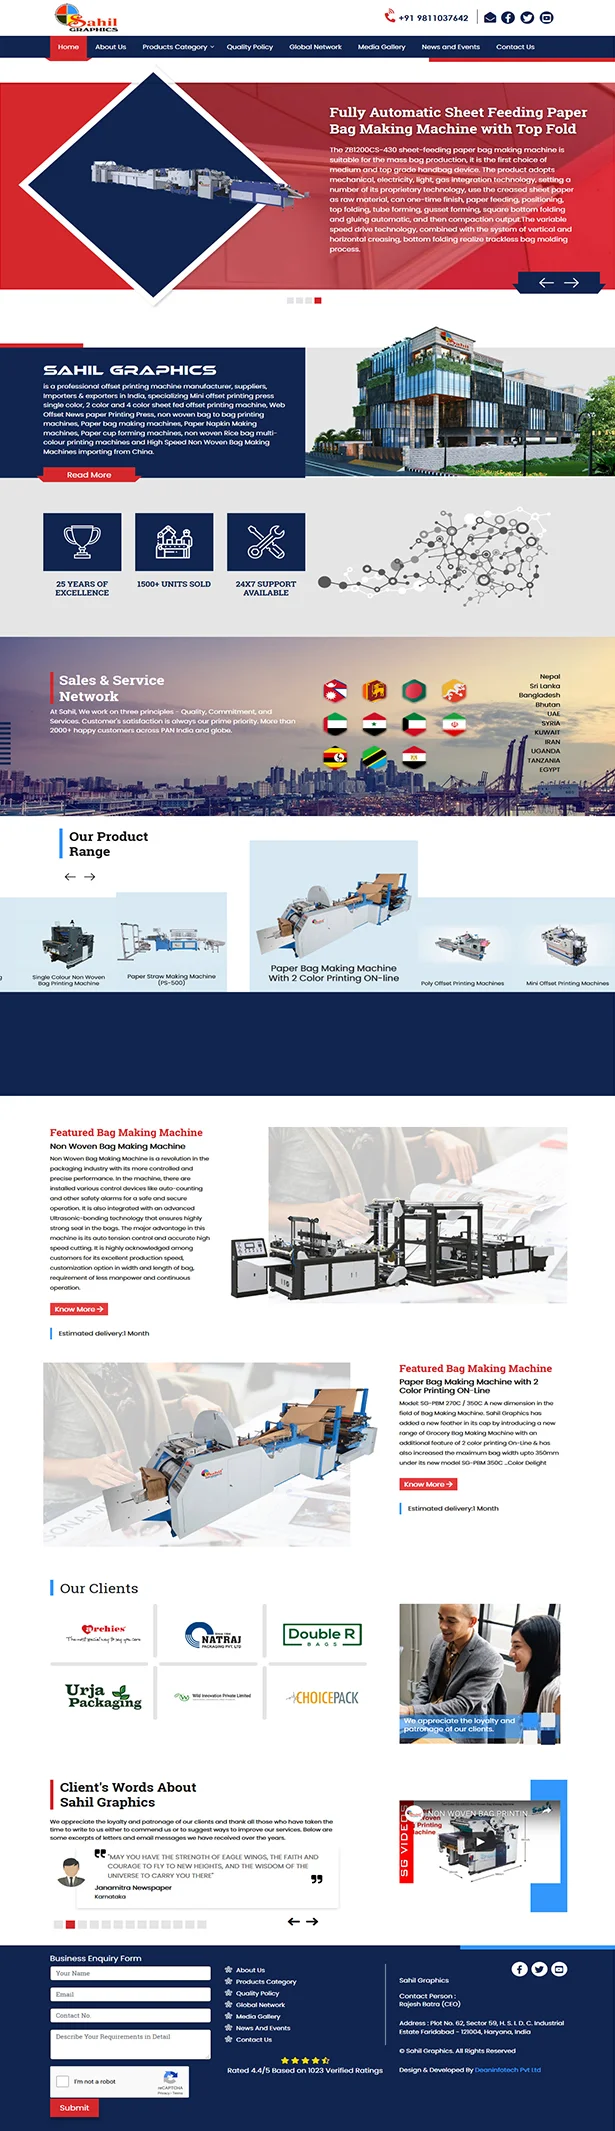 Sahil
GRAPHICS
+91 9811037642
Home
About Us
Products Category
Quality Policy
Global Network
Media Gallery
News and Events
Contact Us
Fully Automatic Sheet Feeding Paper
Bag Making Machine with Top Fold
The ZB1200CS-430 sheet-feeding paper bag making machine is
suitable for the mass bag production, it is the first choice of
medium and top grade handbag device. The product adopts
mechanical, electricity, light, gas integration technology, setting a
number of its proprietary technology, use the creased sheet paper
as raw material, can one-time finish, paper feeding, positioning,
top folding, tube forming, gusset forming, square bottom folding
and gluing automatic, and then compaction output.The variable
speed drive technology, combined with the system of vertical and
horizontal creasing, bottom folding realize trackless bag molding
process.
SAHIL GRAPHICS
is a professional offset printing machine manufacturer, suppliers,
Importers & exporters in India, specializing Mini offset printing press
single color, 2 color and 4 color sheet fed offset printing machine, Web
Offset News paper Printing Press, non woven bag to bag printing
machines, Paper bag making machines, Paper Napkin Making
machines, Paper cup forming machines, non woven Rice bag multi-
colour printing machines and High Speed Non Woven Bag Making
Machines importing from China.
Read More
Sahil
25 YEARS OF
EXCELLENCE
1500+ UNITS SOLD
24X7 SUPPORT
AVAILABLE
Sales & Service
Network
At Sahil, We work on three principles - Quality, Commitment, and
Services. Customer's satisfaction is always our prime priority. More than
2000+ happy customers across PAN India and globe.
Nepal
Sri Lanka
Bangladesh
Bhutan
UAE
SYRIA
KUWAIT
IRAN
UGANDA
TANZANIA
EGYPT
Our Product
Range
g
Single Colour Non Woven
Bag Printing Machine
Paper Straw Making Machine
(PS-500)
Paper Bag Making Machine
With 2 Color Printing ON-line
Poly Offset Printing Machines
Mini Offset Printing Machines
Featured Bag Making Machine
Non Woven Bag Making Machine
Non Woven Bag Making Machine is a revolution in the
packaging industry with its more controlled and
precise performance. In the machine, there are
installed various control devices like auto-counting
and other safety alarms for a safe and secure
operation. It is also integrated with an advanced
Ultrasonic-bonding technology that ensures highly
strong seal in the bags. The major advantage in this
machine is its auto tension control and accurate high
speed cutting. It is highly acknowledged among
customers for its excellent production speed,
customization option in width and length of bag,
requirement of less manpower and continuous
operation.
Know More
Estimated delivery:1 Month
Featured Bag Making Machine
Paper Bag Making Machine with 2
Color Printing ON-Line
Model: SG-PBM 270C / 350C A new dimension in the
field of Bag Making Machine. Sahil Graphics has
added a new feather in its cap by introducing a new
range of Grocery Bag Making Machine with an
additional feature of 2 color printing On-Line & has
also increased the maximum bag width upto 350mm
under its new model SG-PBM 350C ...Color Delight
Know More
Estimated delivery:1 Month
Sahil
Our Clients
archies
The most special way to say you care
NATRAJ
PACKAGING PVT. LTD
Double R
BAGS
Urja
Packaging
Wild Innovation Private Limited
CHOICEPACK
We appreciate the loyalty and
patronage of our clients.
Client's Words About
Sahil Graphics
We appreciate the loyalty and patronage of our clients and thank all those who have taken the
time to write to us either to commend us or to suggest ways to improve our services. Below are
some excerpts of letters and email messages we have received over the years.
"MAY YOU HAVE THE STRENGTH OF EAGLE WINGS, THE FAITH AND
COURAGE TO FLY TO NEW HEIGHTS, AND THE WISDOM OF THE
UNIVERSE TO CARRY YOU THERE"
Janamitra Newspaper
Karnataka
NON WOVEN BAG PRINTIN
SG VIDEO
Business Enquiry Form
Your Name
Email
Contact No.
Describe Your Requirements in Detail
I'm not a robot
reCAPTCHA
Privacy - Terms
Submit
About Us
Products Category
Quality Policy
Global Network
Media Gallery
News And Events
Contact Us
Rated 4.4/5 Based on 1023 Verified Ratings
Sahil Graphics
Contact Person :
Rajesh Batra (CEO)
Address : Plot No. 62, Sector 59, H. S. I. D. C. Industrial
Estate Faridabad - 121004, Haryana, India
© Sahil Graphics. All Rights Reserved
Design & Developed By Deaninfotech Pvt Ltd